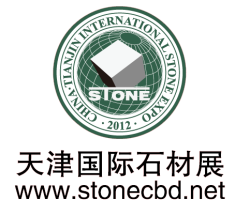 CHINA·TIANJIN INTERNATIONAL STONE EXPO
STONE
·2012·
天津国际石材展
www.stonecbd.net